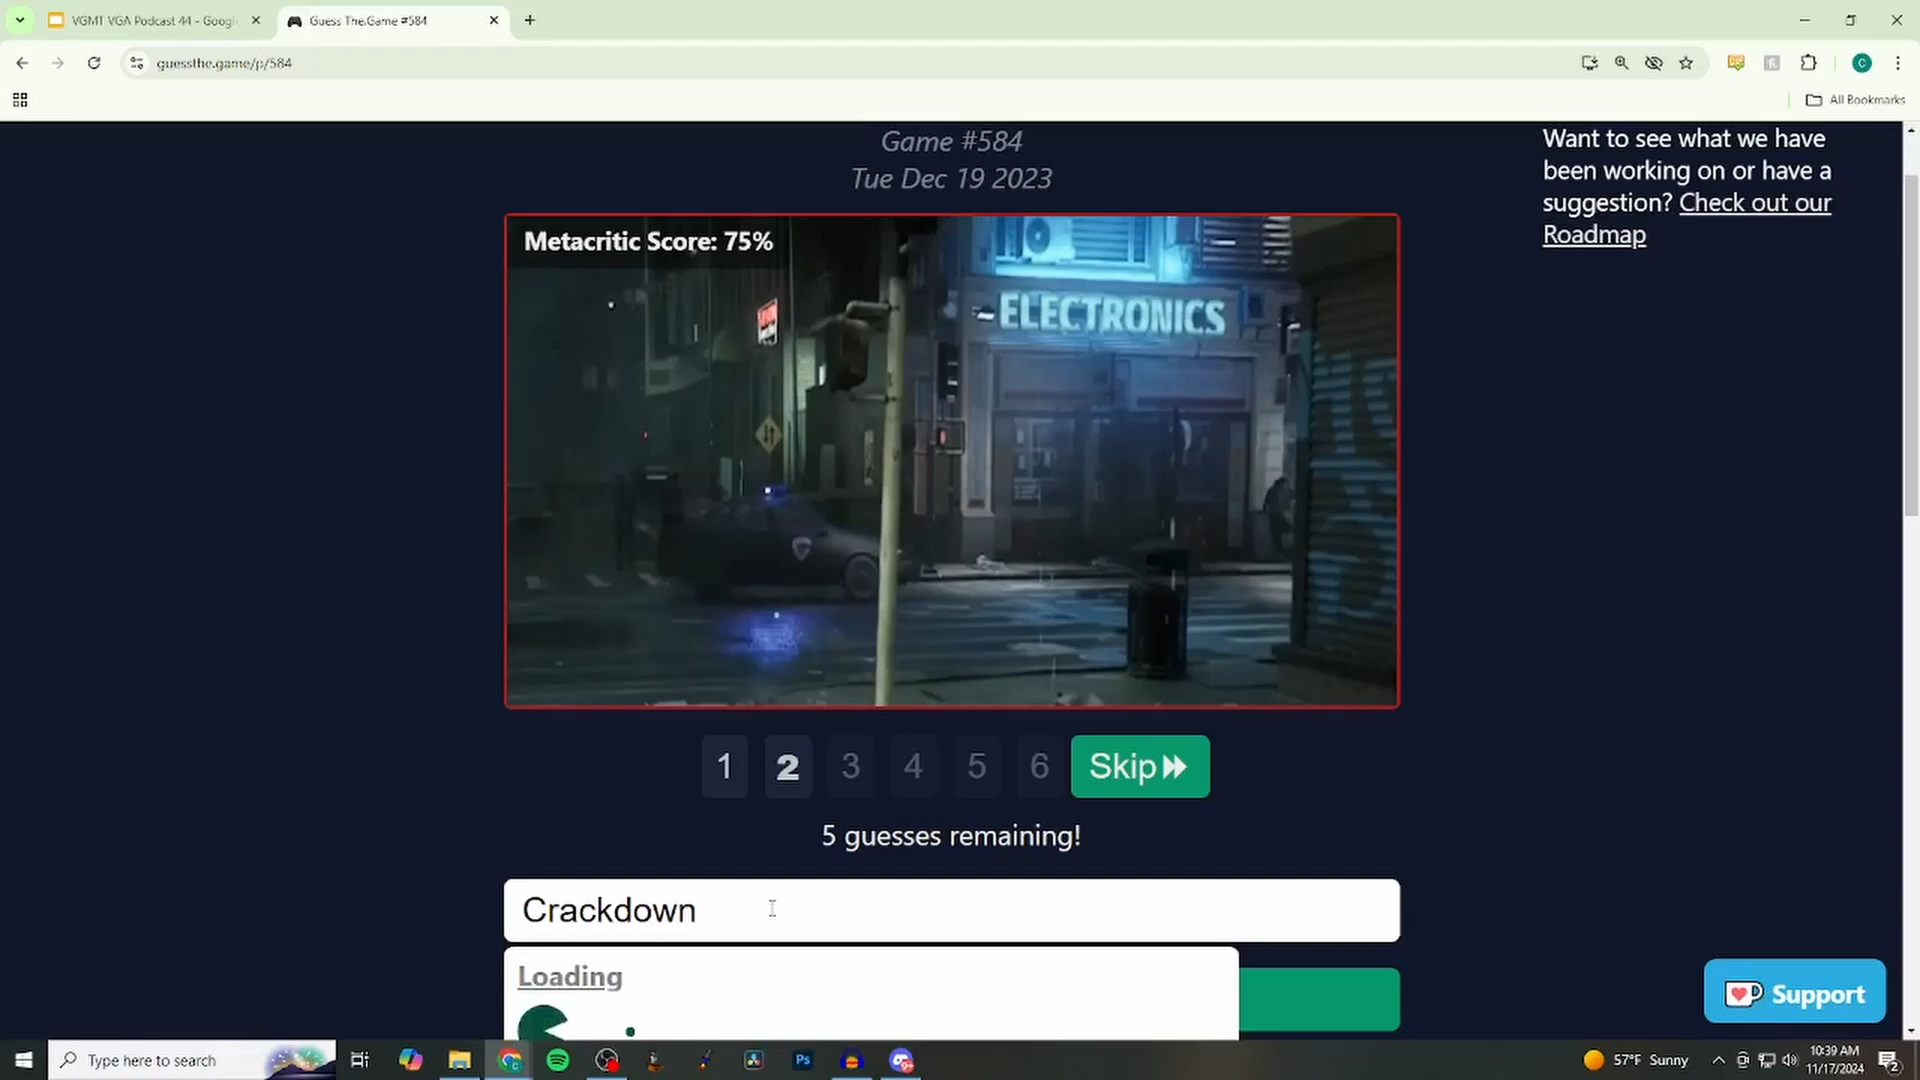 VGMT VGA Podcast 44 - Googl
Guess The.Game #584
guessthe.game/p/584
C
All Bookmarks
Game #584
Tue Dec 19 2023
Want to see what we have
been working on or have a
suggestion? Check out our
Roadmap
Metacritic Score: 75%
ELECTRONICS
1 2 3 4 5 6 Skip
5 guesses remaining!
Crackdown
Loading
Support
Type here to search
Ps
57°F Sunny
10:39 AM
11/17/2024
2